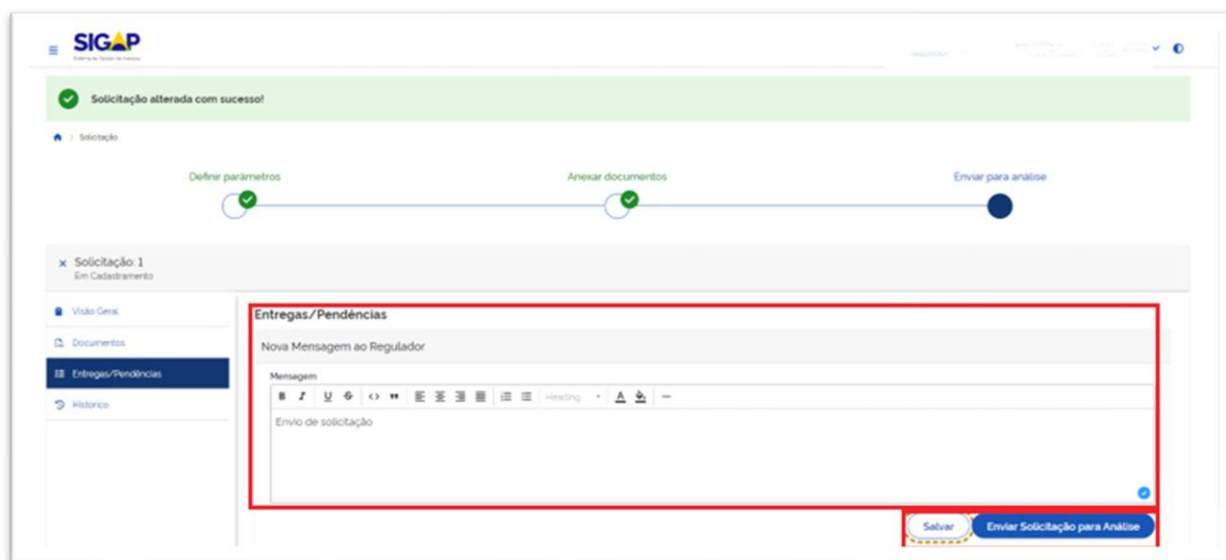 SIGAP
Solicitação alterada com sucesso!
Solicitação
Definir parâmetros
Anexar documentos
Enviar para análise
Solicitação: 1
Em Cadastramento
Visão Geral
Documentos
Entregas/Pendências
Histórico
Entregas/Pendências
Nova Mensagem ao Regulador
Mensagem
B I U S <> " Heading A
Envio de solicitação
Salvar
Enviar Solicitação para Análise